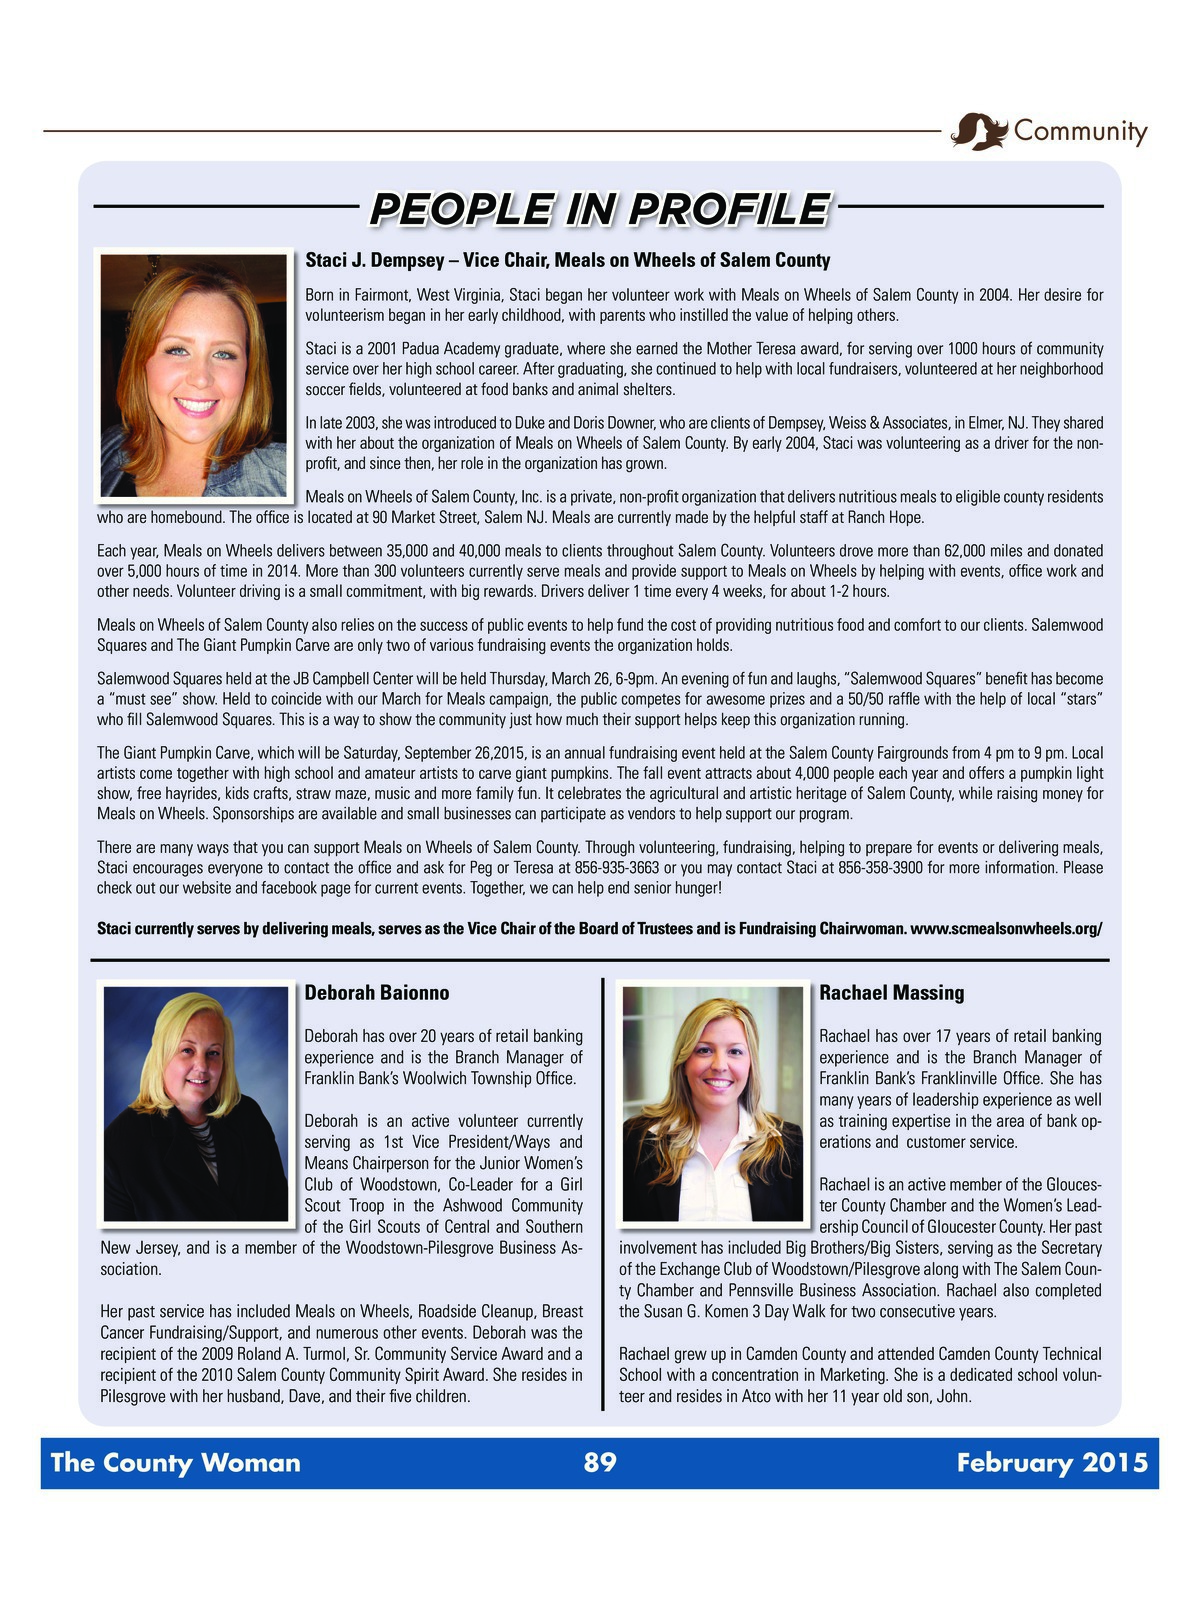 Community
PEOPLE IN PROFILE
Staci J. Dempsey – Vice Chair, Meals on Wheels of Salem County
Born in Fairmont, West Virginia, Staci began her volunteer work with Meals on Wheels of Salem County in 2004. Her desire for
volunteerism began in her early childhood, with parents who instilled the value of helping others.
Staci is a 2001 Padua Academy graduate, where she earned the Mother Teresa award, for serving over 1000 hours of community
service over her high school career. After graduating, she continued to help with local fundraisers, volunteered at her neighborhood
soccer fields, volunteered at food banks and animal shelters.
In late 2003, she was introduced to Duke and Doris Downer, who are clients of Dempsey, Weiss & Associates, in Elmer, NJ. They shared
with her about the organization of Meals on Wheels of Salem County. By early 2004, Staci was volunteering as a driver for the non-
profit, and since then, her role in the organization has grown.
Meals on Wheels of Salem County, Inc. is a private, non-profit organization that delivers nutritious meals to eligible county residents
who are homebound. The office is located at 90 Market Street, Salem NJ. Meals are currently made by the helpful staff at Ranch Hope.
Each year, Meals on Wheels delivers between 35,000 and 40,000 meals to clients throughout Salem County. Volunteers drove more than 62,000 miles and donated
over 5,000 hours of time in 2014. More than 300 volunteers currently serve meals and provide support to Meals on Wheels by helping with events, office work and
other needs. Volunteer driving is a small commitment, with big rewards. Drivers deliver 1 time every 4 weeks, for about 1-2 hours.
Meals on Wheels of Salem County also relies on the success of public events to help fund the cost of providing nutritious food and comfort to our clients. Salemwood
Squares and The Giant Pumpkin Carve are only two of various fundraising events the organization holds.
Salemwood Squares held at the JB Campbell Center will be held Thursday, March 26, 6-9pm. An evening of fun and laughs, “Salemwood Squares” benefit has become
a “must see” show. Held to coincide with our March for Meals campaign, the public competes for awesome prizes and a 50/50 raffle with the help of local “stars”
who fill Salemwood Squares. This is a way to show the community just how much their support helps keep this organization running.
The Giant Pumpkin Carve, which will be Saturday, September 26,2015, is an annual fundraising event held at the Salem County Fairgrounds from 4 pm to 9 pm. Local
artists come together with high school and amateur artists to carve giant pumpkins. The fall event attracts about 4,000 people each year and offers a pumpkin light
show, free hayrides, kids crafts, straw maze, music and more family fun. It celebrates the agricultural and artistic heritage of Salem County, while raising money for
Meals on Wheels. Sponsorships are available and small businesses can participate as vendors to help support our program.
There are many ways that you can support Meals on Wheels of Salem County. Through volunteering, fundraising, helping to prepare for events or delivering meals,
Staci encourages everyone to contact the office and ask for Peg or Teresa at 856-935-3663 or you may contact Staci at 856-358-3900 for more information. Please
check out our website and facebook page for current events. Together, we can help end senior hunger!
Staci currently serves by delivering meals, serves as the Vice Chair of the Board of Trustees and is Fundraising Chairwoman. www.scmealsonwheels.org/
Deborah Baionno
Deborah has over 20 years of retail banking
experience and is the Branch Manager of
Franklin Bank’s Woolwich Township Office.
Deborah is an active volunteer currently
serving as 1st Vice President/Ways and
Means Chairperson for the Junior Women’s
Club of Woodstown, Co-Leader for a Girl
Scout Troop in the Ashwood Community
of the Girl Scouts of Central and Southern
New Jersey, and is a member of the Woodstown-Pilesgrove Business As-
sociation.
Her past service has included Meals on Wheels, Roadside Cleanup, Breast
Cancer Fundraising/Support, and numerous other events. Deborah was the
recipient of the 2009 Roland A. Turmol, Sr. Community Service Award and a
recipient of the 2010 Salem County Community Spirit Award. She resides in
Pilesgrove with her husband, Dave, and their five children.
Rachael Massing
Rachael has over 17 years of retail banking
experience and is the Branch Manager of
Franklin Bank’s Franklinville Office. She has
many years of leadership experience as well
as training expertise in the area of bank op-
erations and customer service.
Rachael is an active member of the Glouces-
ter County Chamber and the Women’s Lead-
ership Council of Gloucester County. Her past
involvement has included Big Brothers/Big Sisters, serving as the Secretary
of the Exchange Club of Woodstown/Pilesgrove along with The Salem Coun-
ty Chamber and Pennsville Business Association. Rachael also completed
the Susan G. Komen 3 Day Walk for two consecutive years.
Rachael grew up in Camden County and attended Camden County Technical
School with a concentration in Marketing. She is a dedicated school volun-
teer and resides in Atco with her 11 year old son, John.
The County Woman 89 February 2015